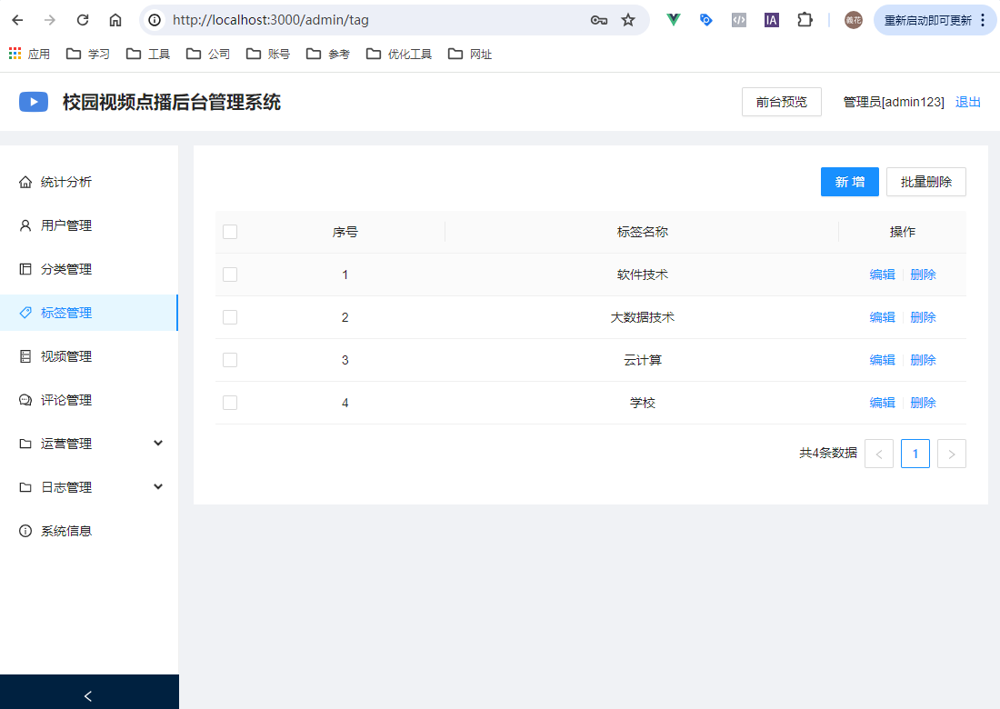 http://localhost:3000/admin/tag
IA
義花
重新启动即可更新
应用 学习 工具 公司 账号 参考 优化工具 网址
校园视频点播后台管理系统
前台预览 管理员[admin123] 退出
统计分析
用户管理
分类管理
标签管理
视频管理
评论管理
运营管理
日志管理
系统信息
新 增 批量删除
序号 标签名称 操作
1 软件技术 编辑 删除
2 大数据技术 编辑 删除
3 云计算 编辑 删除
4 学校 编辑 删除
共4条数据 < 1 >
<